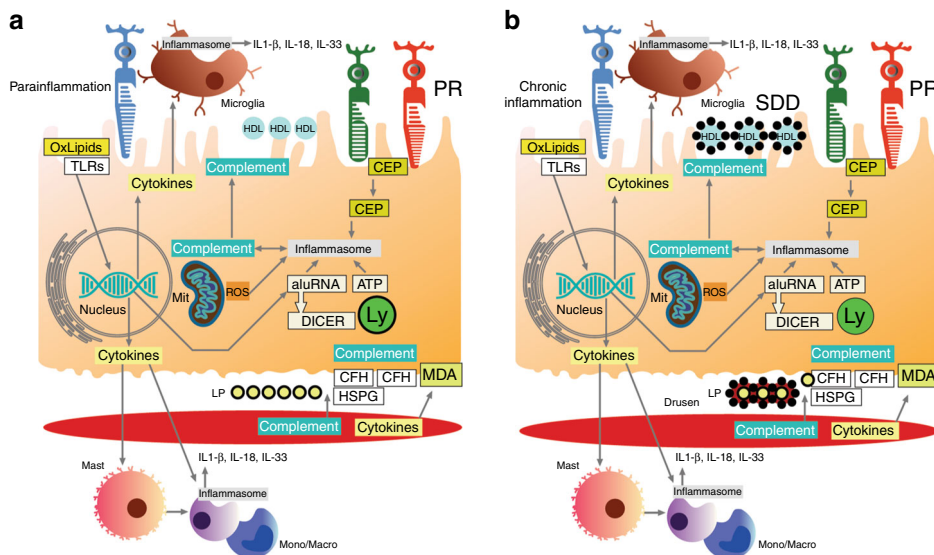 a
Inflammasome
IL1-β, IL-18, IL-33
Parainflammation
Microglia
PR
HDL HDL HDL
OxLipids
TLRs
Cytokines
Complement
CEP
CEP
Complement
Inflammasome
Mit
ROS
aluRNA
ATP
Nucleus
DICER
Ly
Cytokines
Complement
LP
CFH
CFH
MDA
HSPG
Complement
Cytokines
IL1-β, IL-18, IL-33
Mast
Inflammasome
Mono/Macro
b
Inflammasome
IL1-β, IL-18, IL-33
Chronic
inflammation
Microglia
SDD
PR
HDL HDL HDL
OxLipids
TLRs
Cytokines
Complement
CEP
CEP
Complement
Inflammasome
Mit
ROS
aluRNA
ATP
Nucleus
DICER
Ly
Cytokines
Complement
LP
Drusen
CFH
CFH
MDA
HSPG
Complement
Cytokines
IL1-β, IL-18, IL-33
Mast
Inflammasome
Mono/Macro